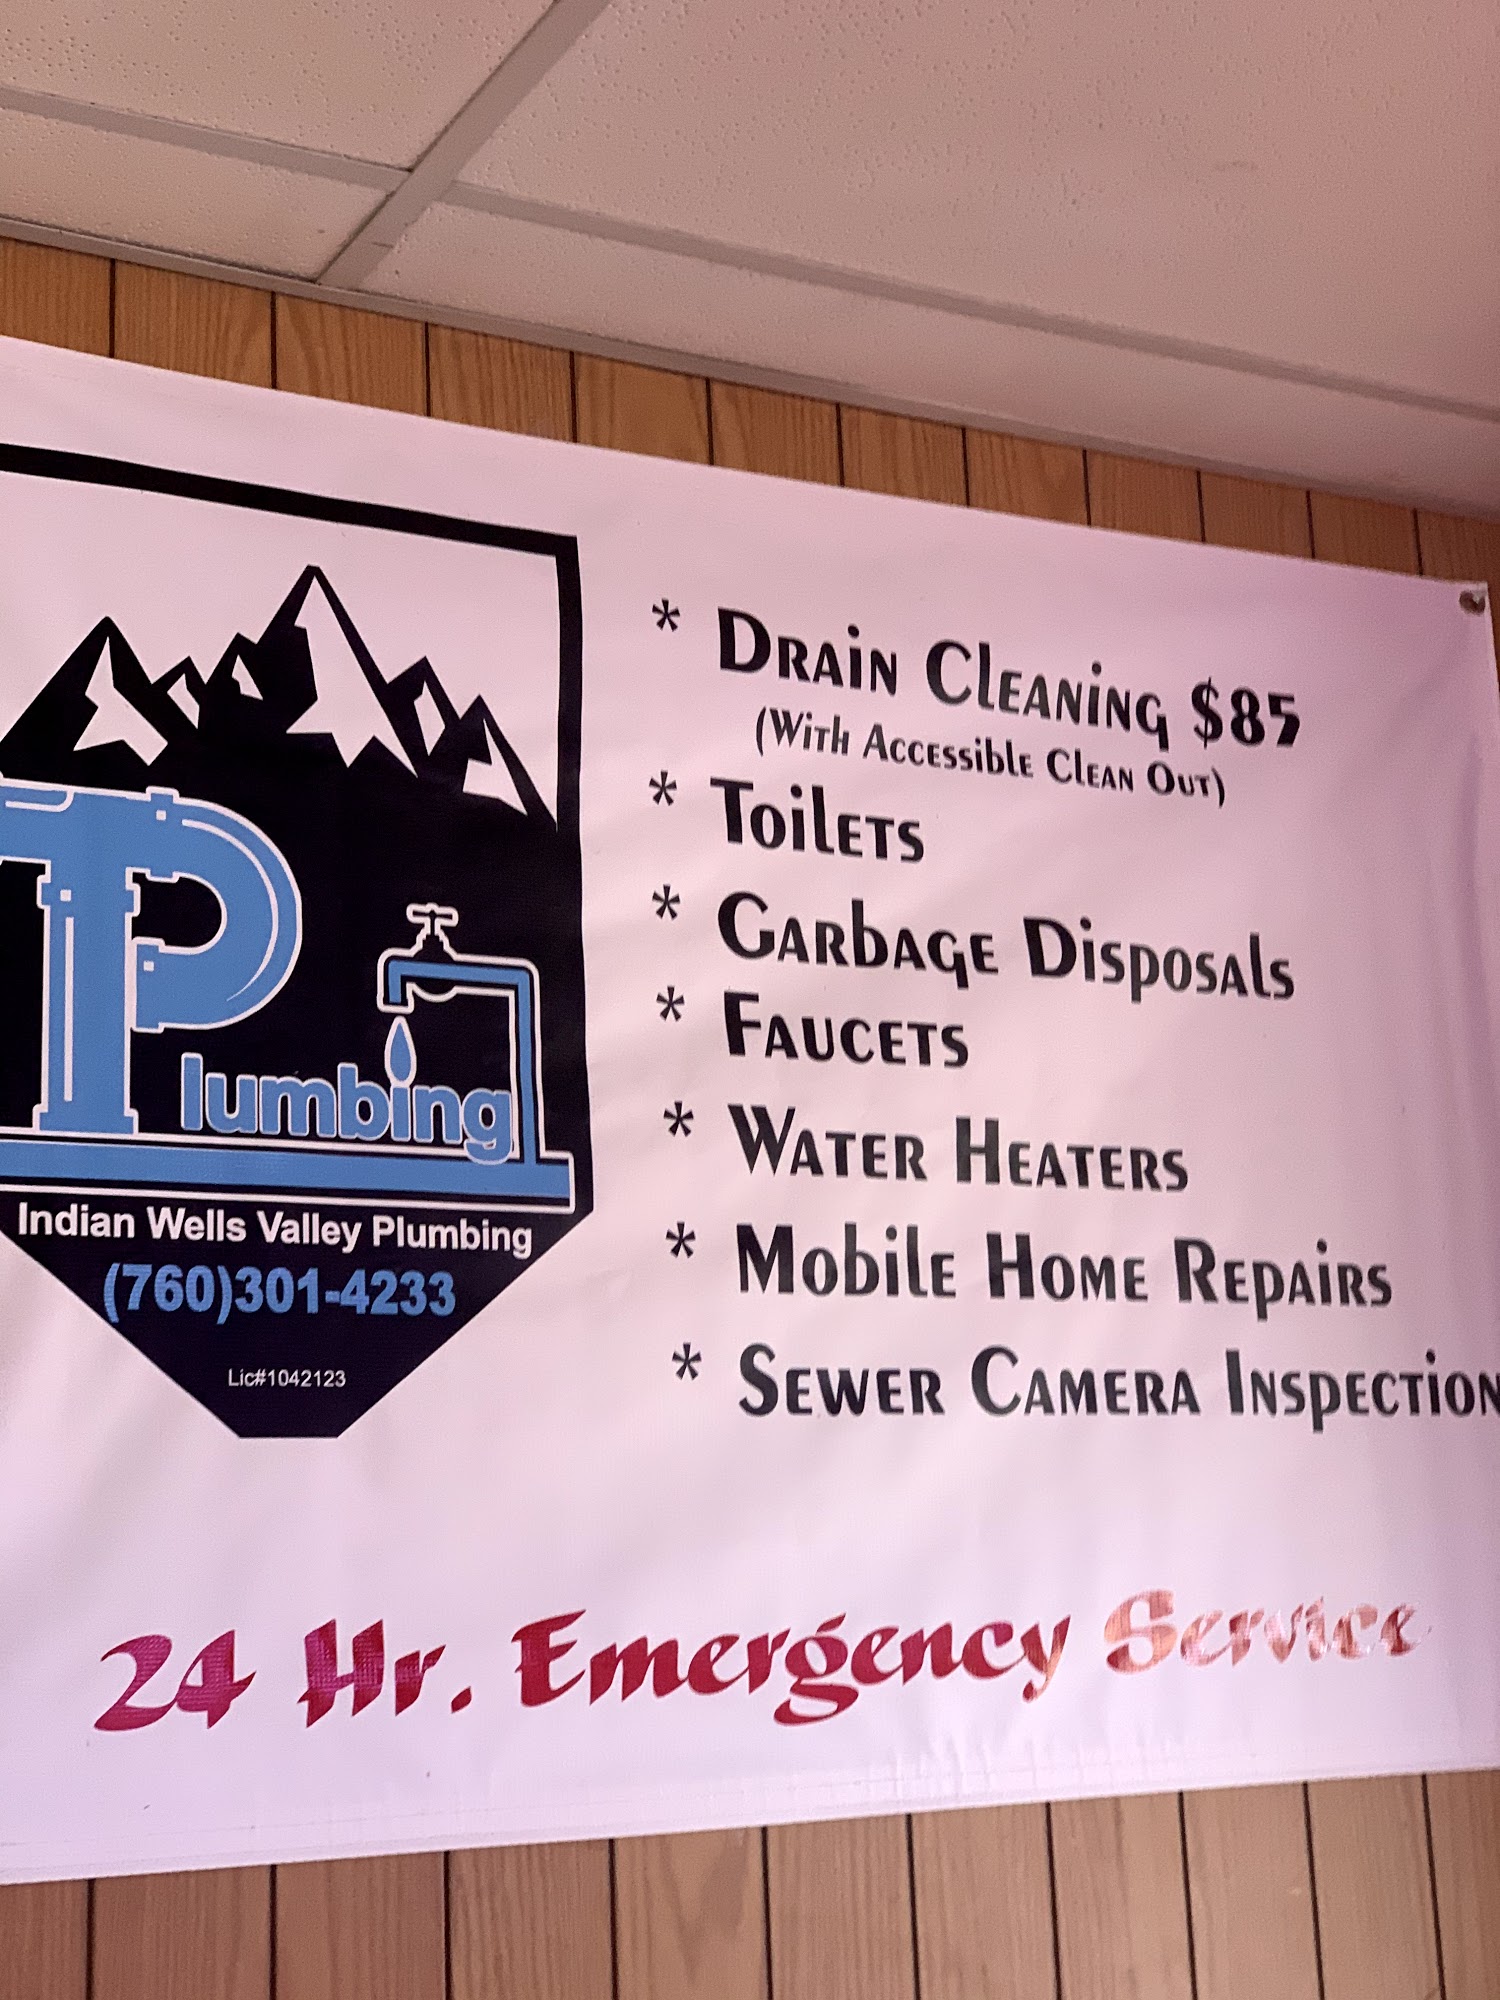 Plumbing
Indian Wells Valley Plumbing
(760)301-4233
Lic#1042123
* Drain Cleaning $85
(With Accessible Clean Out)
* Toilets
* Garbage Disposals
* Faucets
* Water Heaters
* Mobile Home Repairs
* Sewer Camera Inspection
24 Hr. Emergency Service